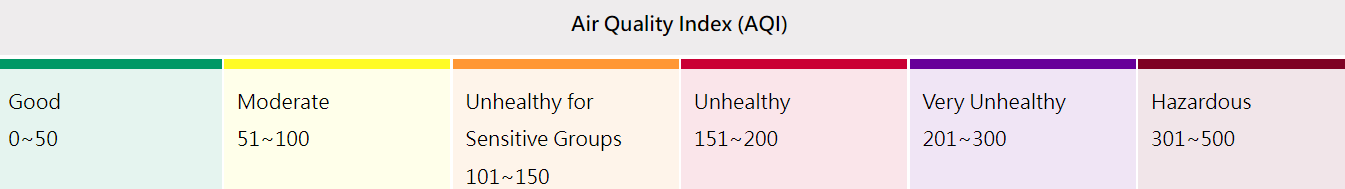 Air Quality Index (AQI)
Good
0~50
Moderate
51~100
Unhealthy for
Sensitive Groups
101~150
Unhealthy
151~200
Very Unhealthy
201~300
Hazardous
301~500